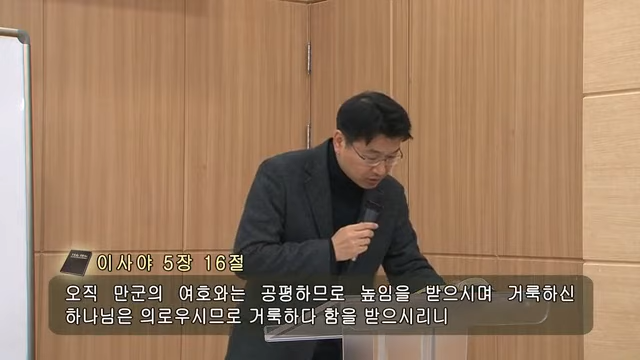 이사야 5장 16절
오직 만군의 여호와는 공평하므로 높임을 받으시며 거룩하신
하나님은 의로우시므로 거룩하다 함을 받으시리니